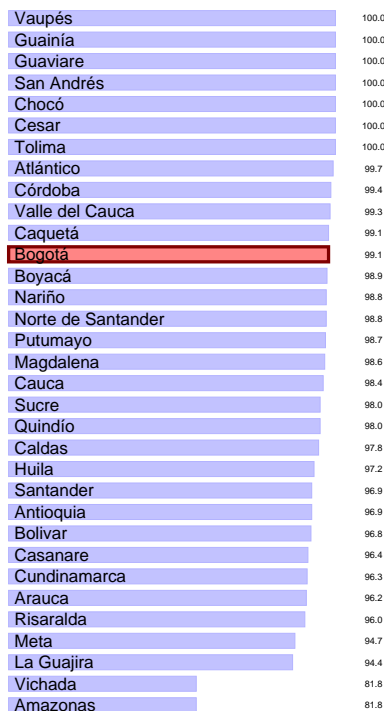 Vaupés 100.0
Guainía 100.0
Guaviare 100.0
San Andrés 100.0
Chocó 100.0
Cesar 100.0
Tolima 100.0
Atlántico 99.7
Córdoba 99.4
Valle del Cauca 99.3
Caquetá 99.1
Bogotá 99.1
Boyacá 98.9
Nariño 98.8
Norte de Santander 98.8
Putumayo 98.7
Magdalena 98.6
Cauca 98.4
Sucre 98.0
Quindío 98.0
Caldas 97.8
Huila 97.2
Santander 96.9
Antioquia 96.9
Bolivar 96.8
Casanare 96.4
Cundinamarca 96.3
Arauca 96.2
Risaralda 96.0
Meta 94.7
La Guajira 94.4
Vichada 81.8
Amazonas 81.8